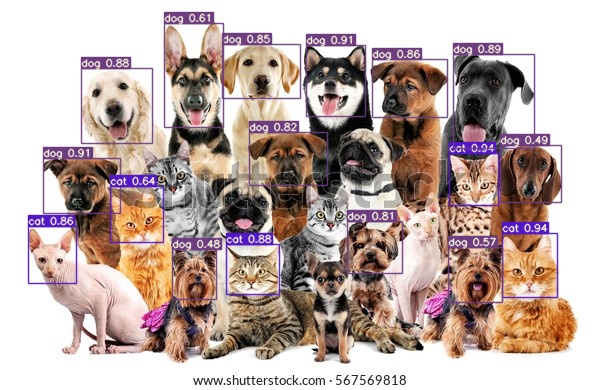 dog 0.61
dog 0.88
dog 0.85
dog 0.91
dog 0.86
dog 0.89
dog 0.91
cat 0.64
dog 0.82
cat 0.94
dog 0.49
cat 0.86
dog 0.48
cat 0.88
dog 0.81
dog 0.57
cat 0.94
shutterstock
www.shutterstock.com · 567569818